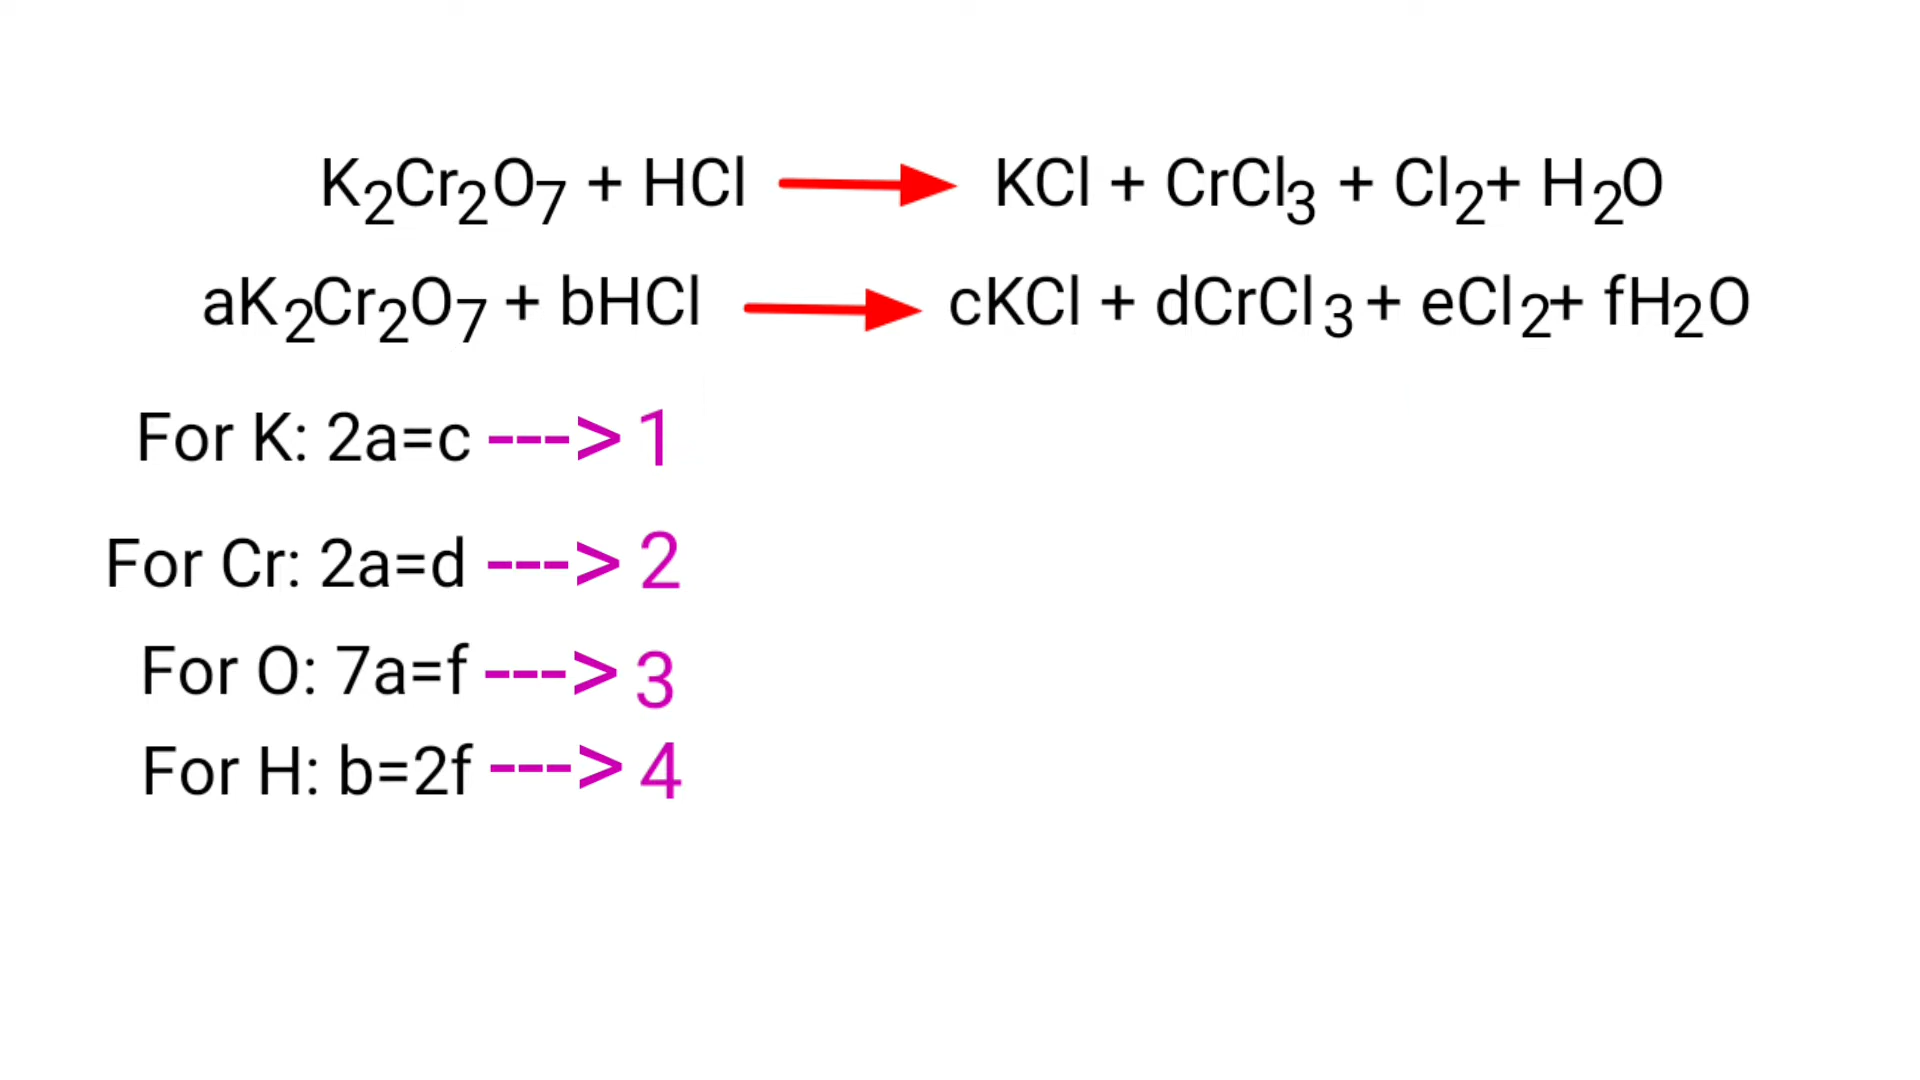 K2Cr2O7 + HCl KCl + CrCl3 + Cl2+ H2O
aK2Cr2O7 + bHCl cKCl + dCrCl3+ eCl2+ fH2O
For K: 2a=c ---> 1
For Cr: 2a=d ---> 2
For O: 7a=f ---> 3
For H: b=2f ---> 4